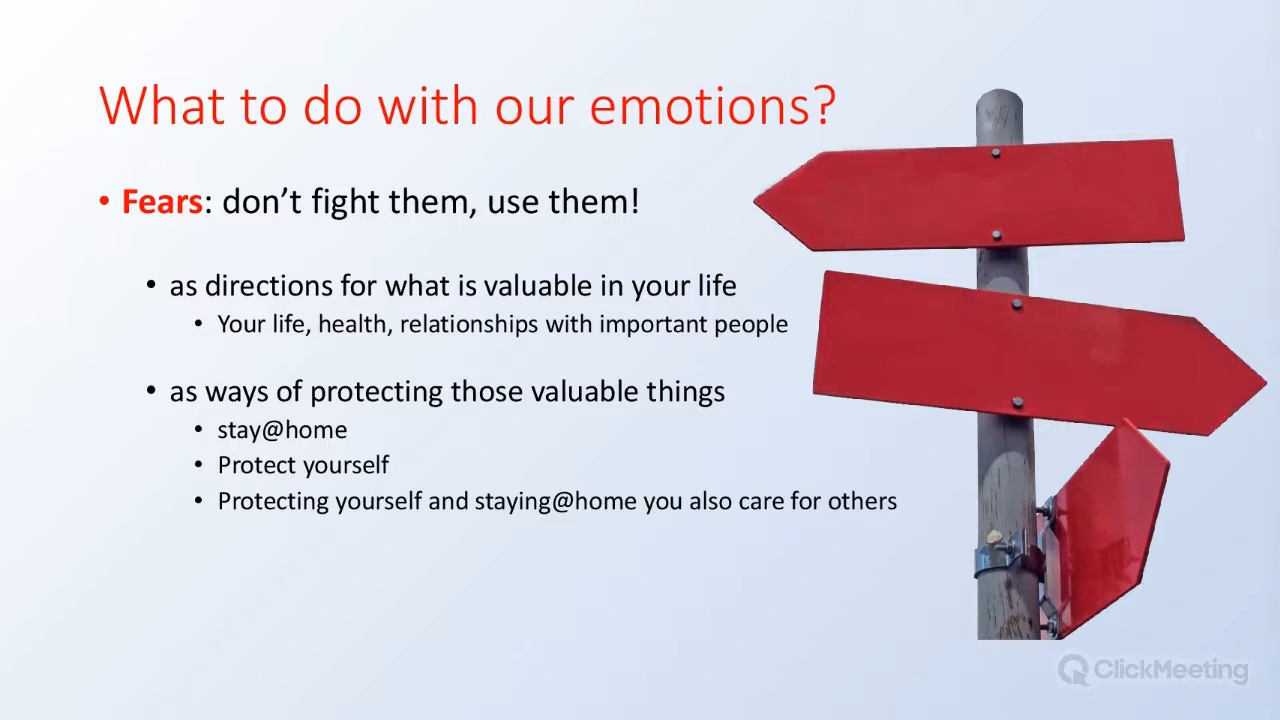 What to do with our emotions?
• Fears: don’t fight them, use them!
• as directions for what is valuable in your life
• Your life, health, relationships with important people
• as ways of protecting those valuable things
• stay@home
• Protect yourself
• Protecting yourself and staying@home you also care for others
ClickMeeting